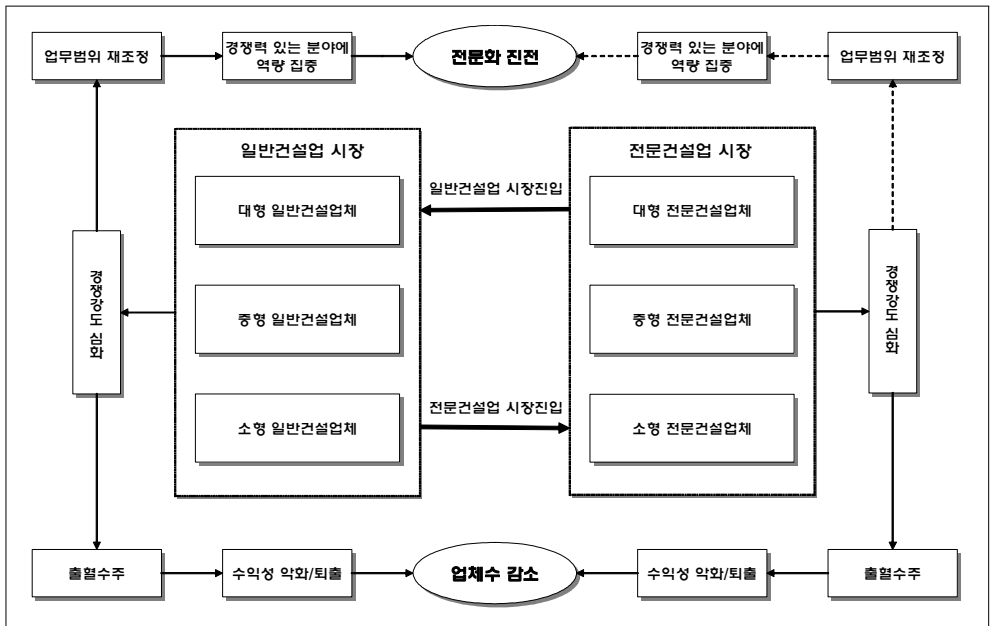 업무범위 재조정
경쟁력 있는 분야에
역량 집중
전문화 진전
경쟁력 있는 분야에
역량 집중
업무범위 재조정
일반건설업 시장
전문건설업 시장
대형 일반건설업체
일반건설업 시장진입
대형 전문건설업체
경쟁강도 심화
중형 일반건설업체
중형 전문건설업체
경쟁강도 심화
소형 일반건설업체
전문건설업 시장진입
소형 전문건설업체
출혈수주
수익성 악화/퇴출
업체수 감소
수익성 악화/퇴출
출혈수주